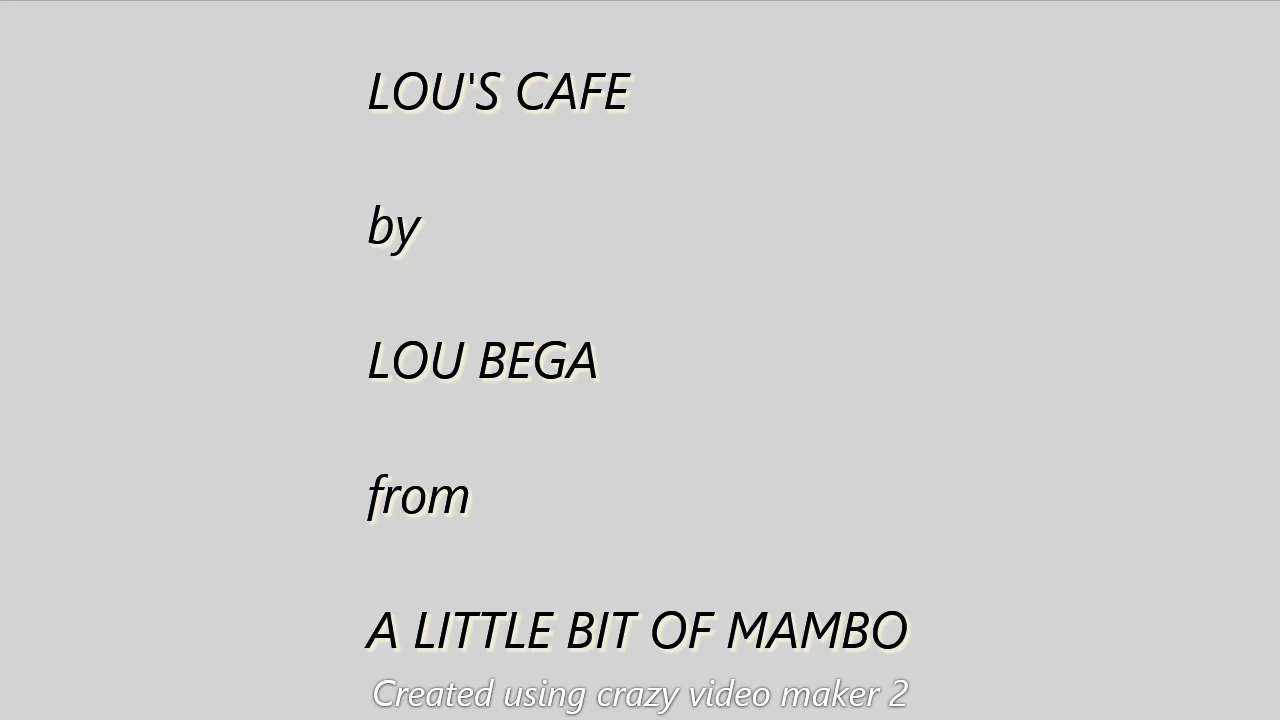 LOU'S CAFE
by
LOU BEGA
from
A LITTLE BIT OF MAMBO
Created using crazy video maker 2